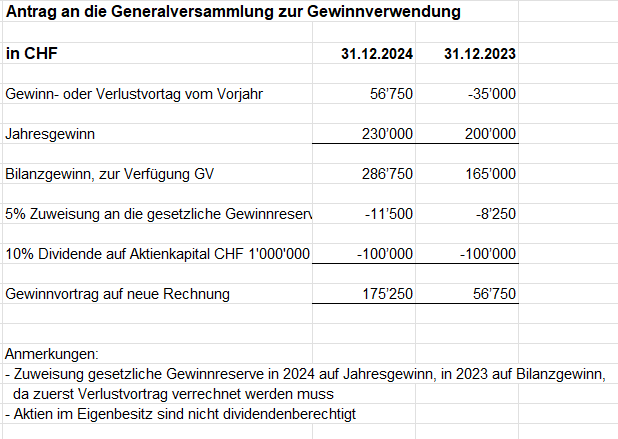 Antrag an die Generalversammlung zur Gewinnverwendung
in CHF 31.12.2024 31.12.2023
Gewinn- oder Verlustvortag vom Vorjahr 56’750 -35’000
Jahresgewinn 230’000 200’000
Bilanzgewinn, zur Verfügung GV 286’750 165’000
5% Zuweisung an die gesetzliche Gewinnreserv -11’500 -8’250
10% Dividende auf Aktienkapital CHF 1'000'000 -100’000 -100’000
Gewinnvortrag auf neue Rechnung 175’250 56’750
Anmerkungen:
- Zuweisung gesetzliche Gewinnreserve in 2024 auf Jahresgewinn, in 2023 auf Bilanzgewinn,
da zuerst Verlustvortrag verrechnet werden muss
- Aktien im Eigenbesitz sind nicht dividendenberechtigt